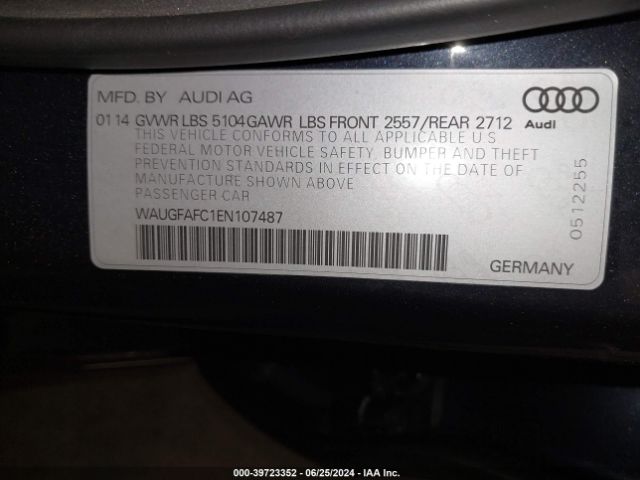 MFD. BY AUDI AG
Audi
01 14 GVWR LBS 5104 GAWR LBS FRONT 2557/REAR 2712
THIS VEHICLE CONFORMS TO ALL APPLICABLE U.S
FEDERAL MOTOR VEHICLE SAFETY, BUMPER AND THEFT
PREVENTION STANDARDS IN EFFECT ON THE DATE OF
MANUFACTURE SHOWN ABOVE
PASSENGER CAR
WAUGFAFC1EN107487
0512255
GERMANY
000-39723352 - 06/25/2024 - IAA Inc.